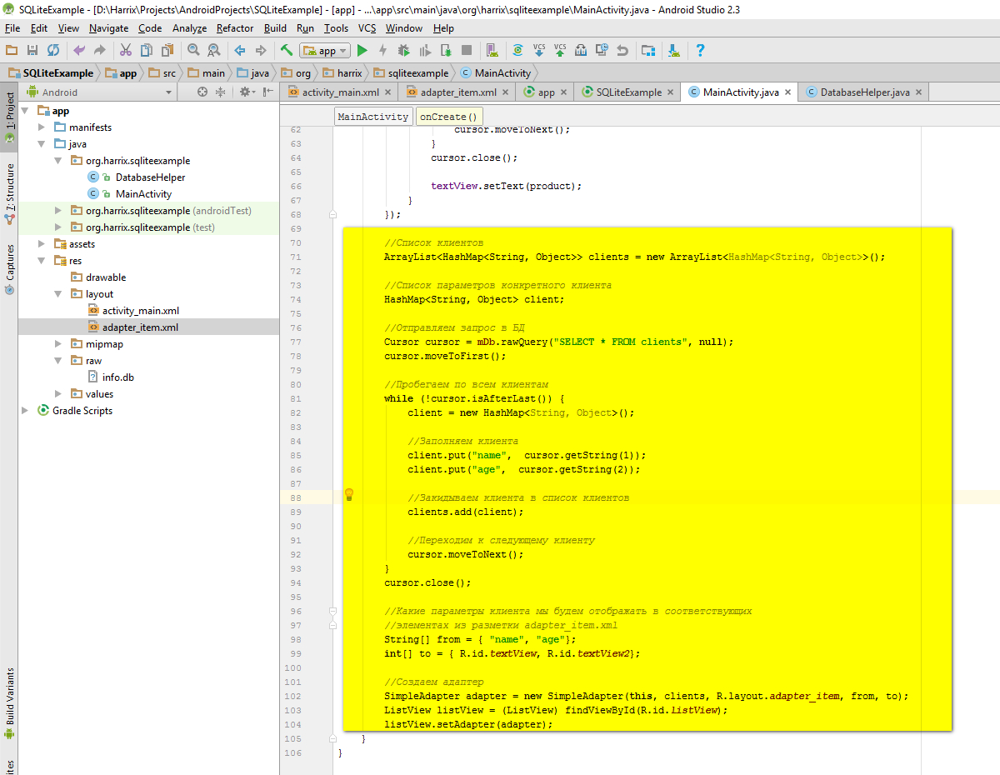 SQLiteExample - [D:\Harrix\Projects\AndroidProjects\SQLiteExample] - [app] - ...\app\src\main\java\org\harrix\sqliteexample\MainActivity.java - Android Studio 2.3
File Edit View Navigate Code Analyze Refactor Build Run Tools VCS Window Help
app VCS VCS ?
SQLiteExample app src main java org harrix sqliteexample MainActivity
Android
activity_main.xml adapter_item.xml app SQLiteExample MainActivity.java DatabaseHelper.java
1: Project
7: Structure
Captures
Build Variants
app
manifests
java
org.harrix.sqliteexample
DatabaseHelper
MainActivity
org.harrix.sqliteexample (androidTest)
org.harrix.sqliteexample (test)
assets
res
drawable
layout
activity_main.xml
adapter_item.xml
mipmap
raw
info.db
values
Gradle Scripts
MainActivity onCreate()
62 cursor.moveToNext();
63 }
64 cursor.close();
65
66 textView.setText(product);
67 }
68 });
69
70 //Список клиентов
71 ArrayList<HashMap<String, Object>> clients = new ArrayList<HashMap<String, Object>>();
72
73 //Список параметров конкретного клиента
74 HashMap<String, Object> client;
75
76 //Отправляем запрос в БД
77 Cursor cursor = mDb.rawQuery("SELECT * FROM clients", null);
78 cursor.moveToFirst();
79
80 //Пробегаем по всем клиентам
81 while (!cursor.isAfterLast()) {
82 client = new HashMap<String, Object>();
83
84 //Заполняем клиента
85 client.put("name",  cursor.getString(1));
86 client.put("age",  cursor.getString(2));
87
88 //Закидываем клиента в список клиентов
89 clients.add(client);
90
91 //Переходим к следующему клиенту
92 cursor.moveToNext();
93 }
94 cursor.close();
95
96 //Какие параметры клиента мы будем отображать в соответствующих
97 //элементах из разметки adapter_item.xml
98 String[] from = { "name", "age"};
99 int[] to = { R.id.textView, R.id.textView2};
100
101 //Создаем адаптер
102 SimpleAdapter adapter = new SimpleAdapter(this, clients, R.layout.adapter_item, from, to);
103 ListView listView = (ListView) findViewById(R.id.listView);
104 listView.setAdapter(adapter);
105 }
106 }